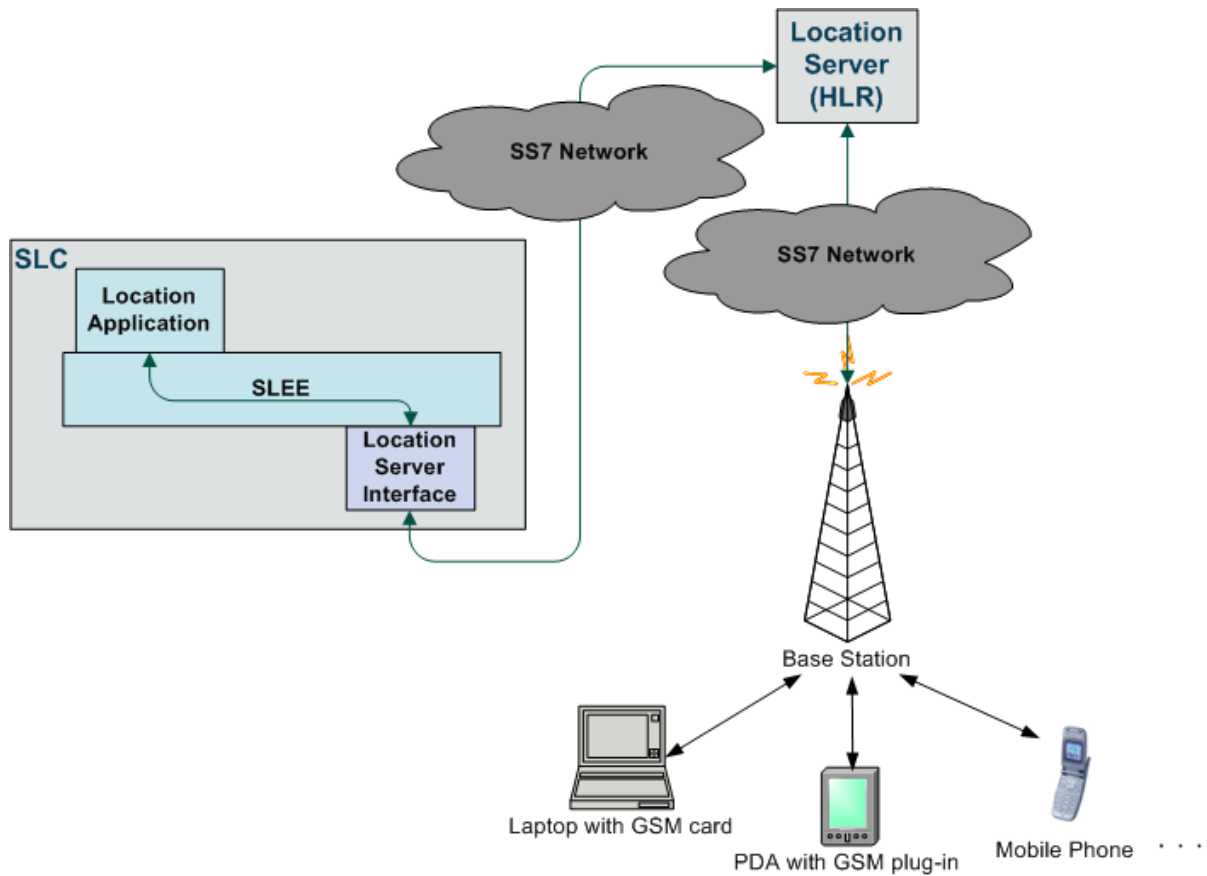 Location
Server
(HLR)
SS7 Network
SS7 Network
SLC
Location
Application
SLEE
Location
Server
Interface
Base Station
Laptop with GSM card
PDA with GSM plug-in
Mobile Phone . . .